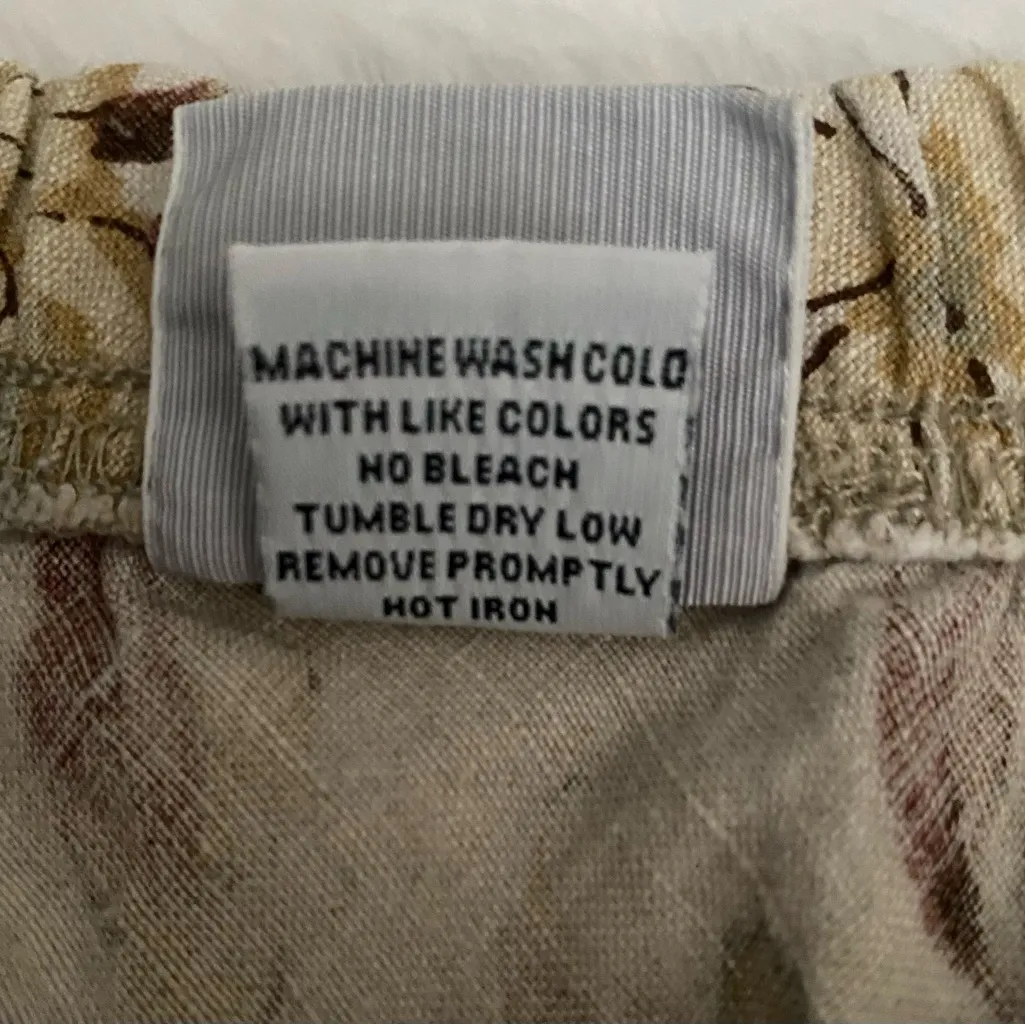 MACHINE WASH COLD
WITH LIKE COLORS
NO BLEACH
TUMBLE DRY LOW
REMOVE PROMPTLY
HOT IRON